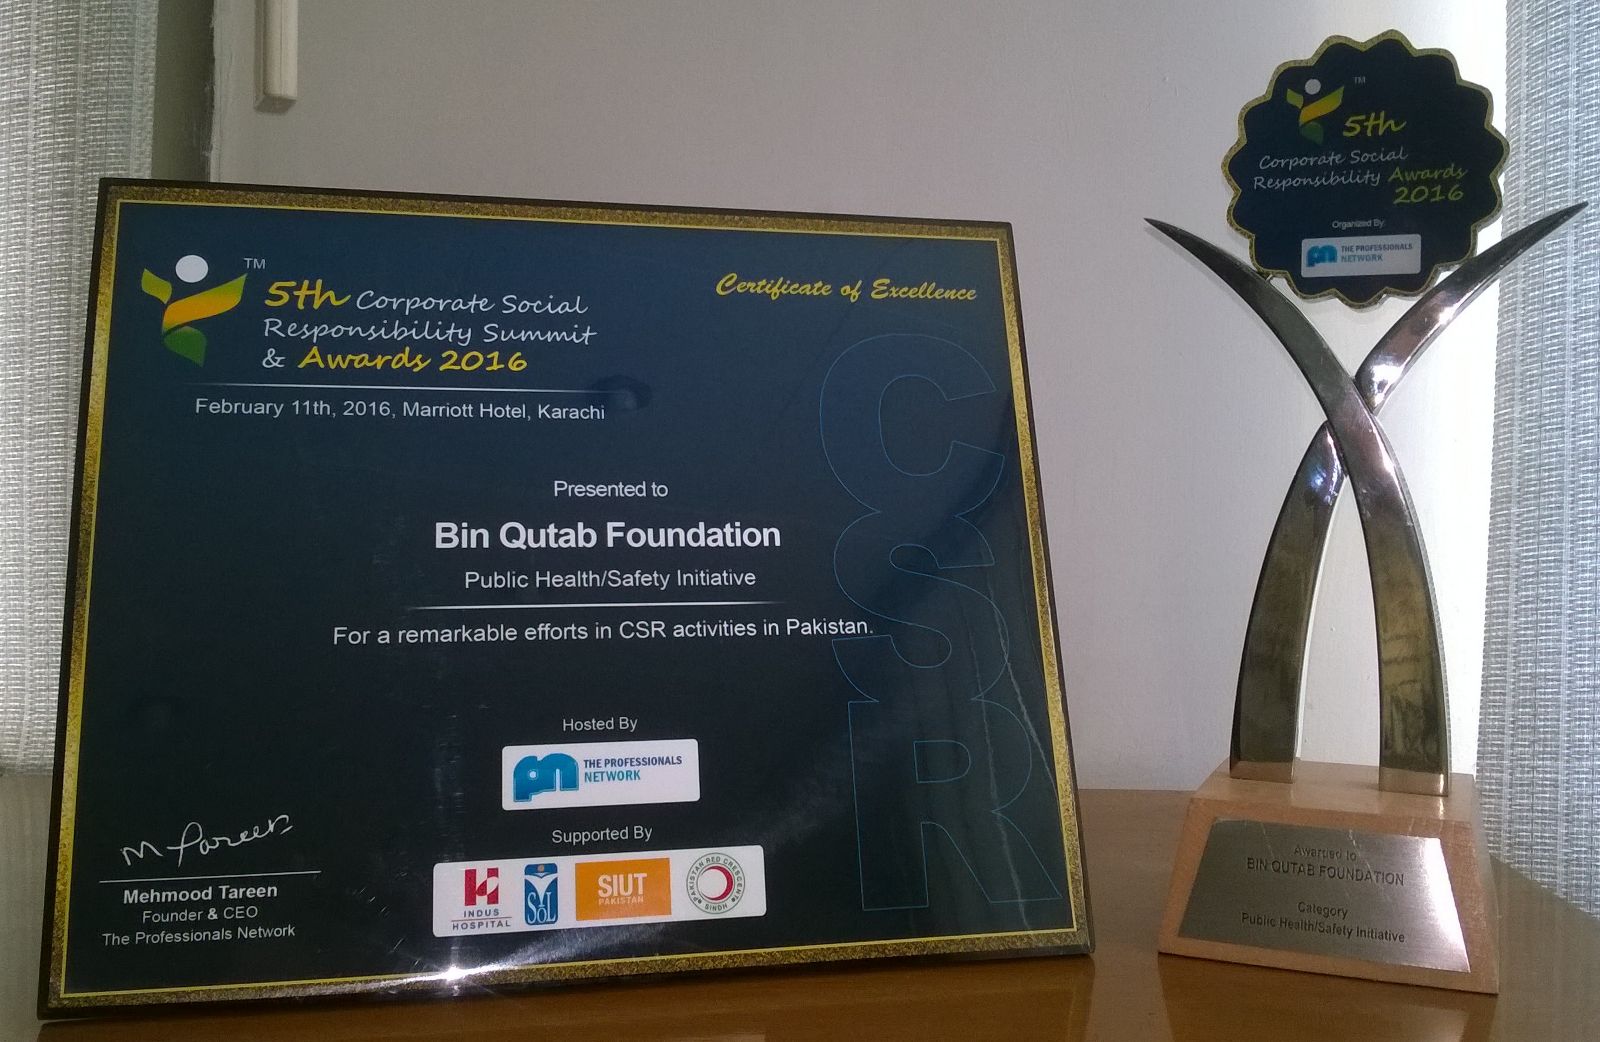 TM
5th Corporate Social
Responsibility Summit
& Awards 2016
February 11th, 2016, Marriott Hotel, Karachi
Certificate of Excellence
CSR
Presented to
Bin Qutab Foundation
Public Health/Safety Initiative
For a remarkable efforts in CSR activities in Pakistan.
Hosted By
pn THE PROFESSIONALS
NETWORK
Supported By
INDUS
HOSPITAL
SOL
SIUT
PAKISTAN
PAKISTAN RED CRESCENT
SINDH
M Tareen
Mehmood Tareen
Founder & CEO
The Professionals Network
TM
5th
Corporate Social
Responsibility Awards
2016
Organized By:
pn THE PROFESSIONALS
NETWORK
Awarded to
BIN QUTAB FOUNDATION
Category
Public Health/Safety Initiative